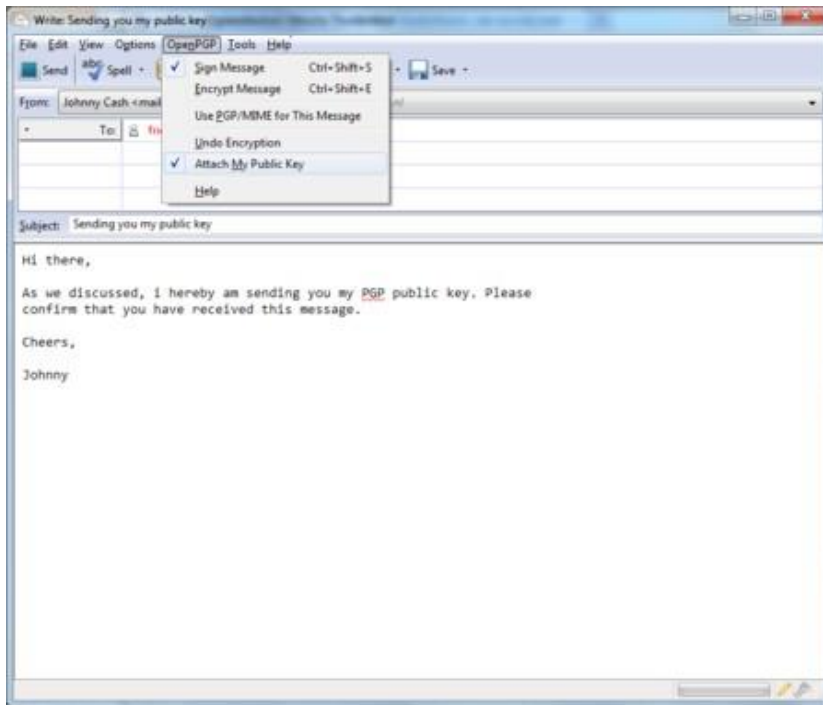 Write: Sending you my public key
File Edit View Options OpenPGP Tools Help
Send Spell Save
Sign Message Ctrl+Shift+S
Encrypt Message Ctrl+Shift+E
Use PGP/MIME for This Message
Undo Encryption
Attach My Public Key
Help
From: Johnny Cash <mail
To:
Subject: Sending you my public key
Hi there,
As we discussed, i hereby am sending you my PGP public key. Please
confirm that you have received this message.
Cheers,
Johnny